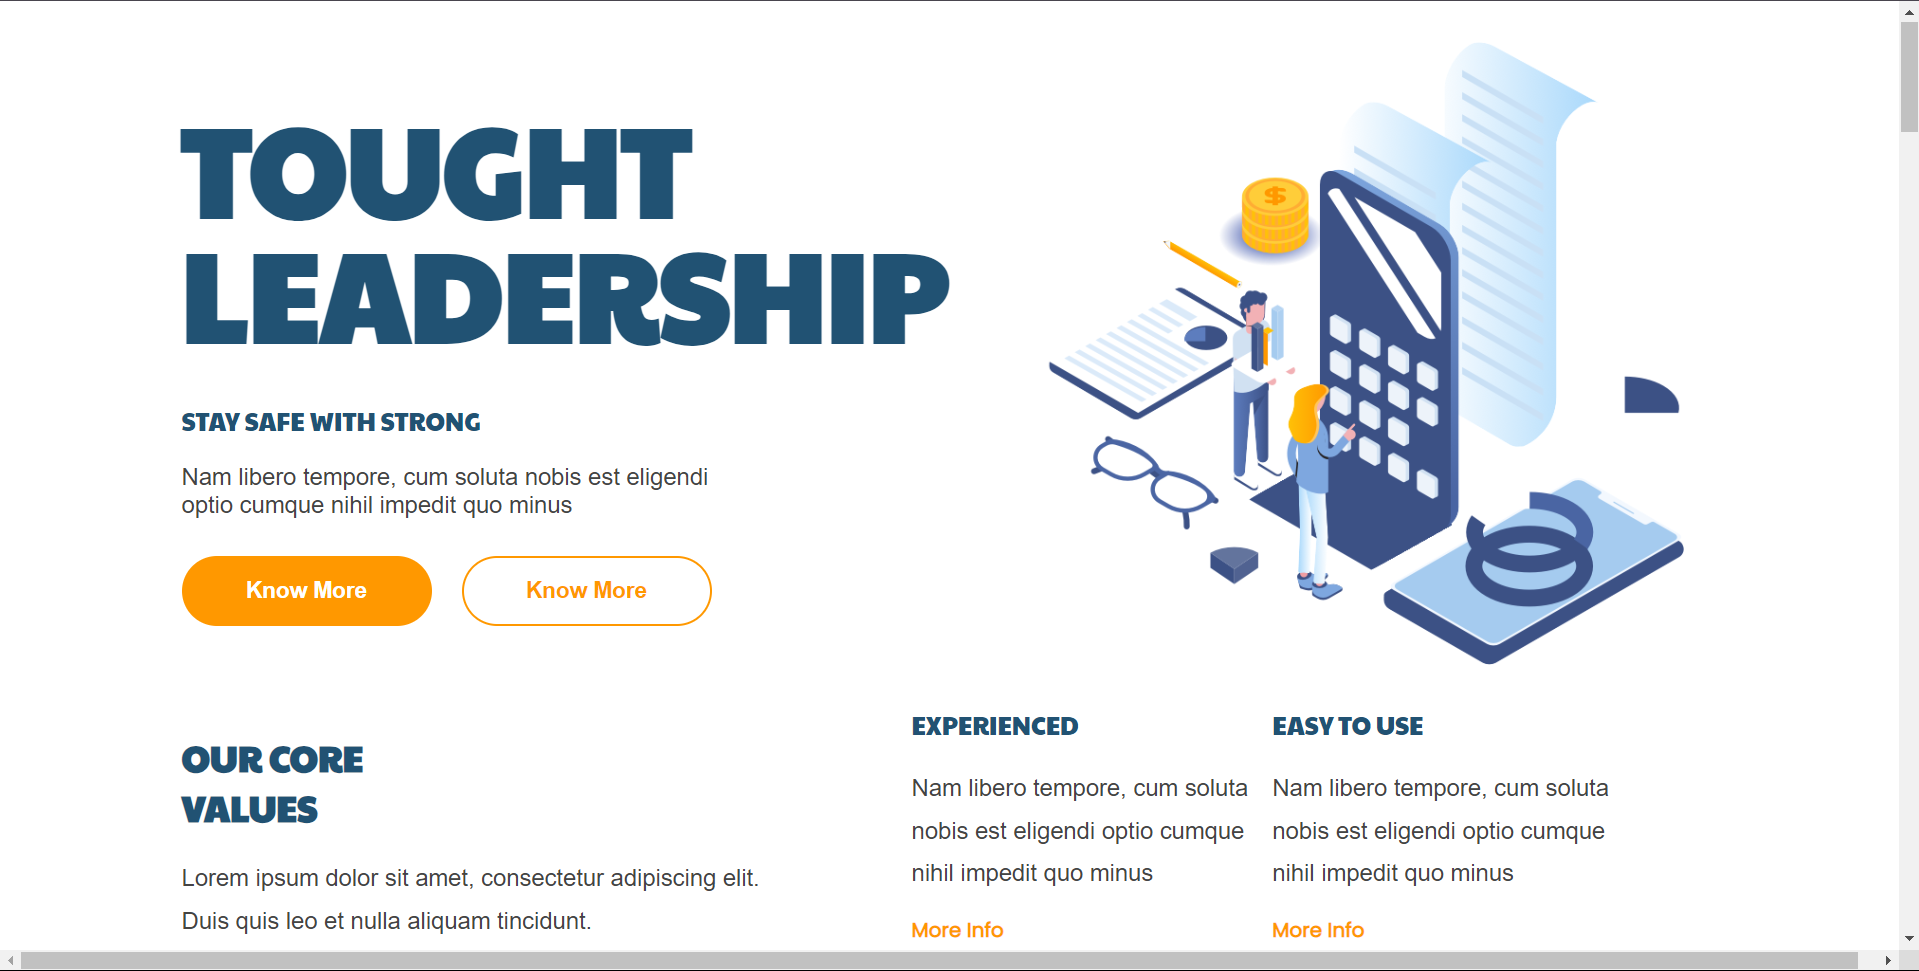 TOUGHT
LEADERSHIP
STAY SAFE WITH STRONG
Nam libero tempore, cum soluta nobis est eligendi
optio cumque nihil impedit quo minus
Know More
Know More
$
OUR CORE
VALUES
Lorem ipsum dolor sit amet, consectetur adipiscing elit.
Duis quis leo et nulla aliquam tincidunt.
EXPERIENCED
Nam libero tempore, cum soluta
nobis est eligendi optio cumque
nihil impedit quo minus
More Info
EASY TO USE
Nam libero tempore, cum soluta
nobis est eligendi optio cumque
nihil impedit quo minus
More Info